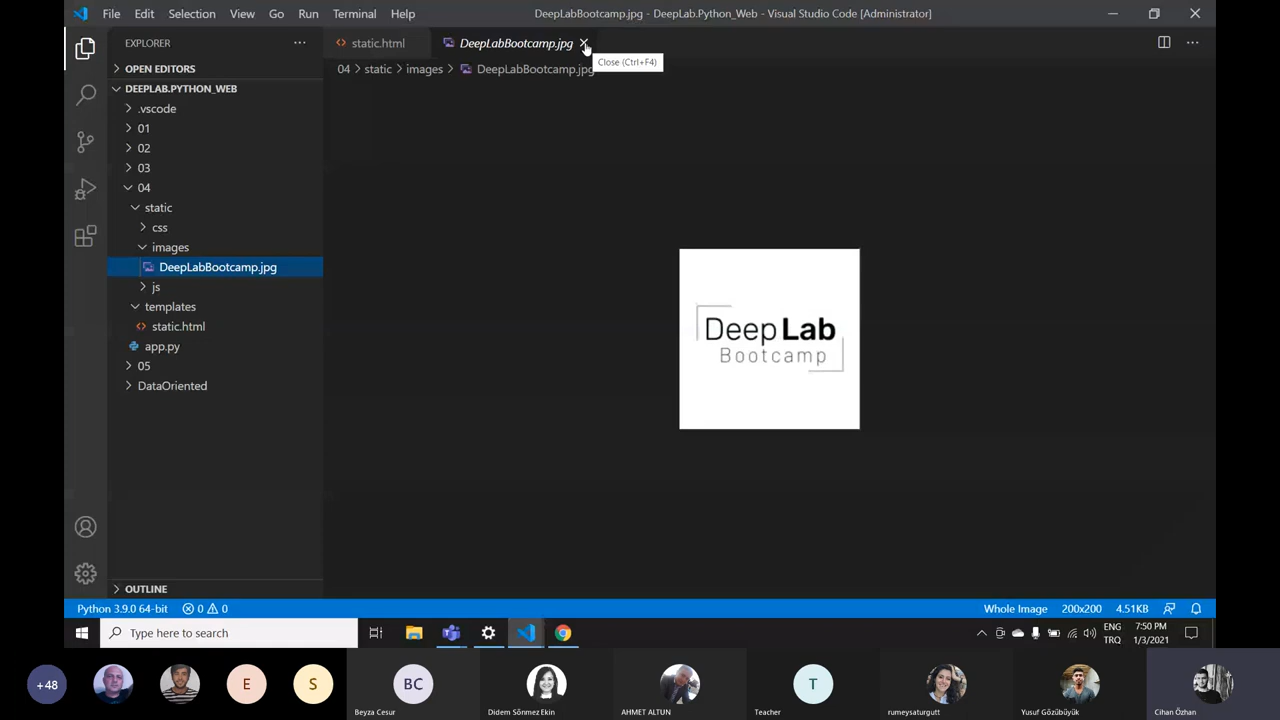 File Edit Selection View Go Run Terminal Help
DeepLabBootcamp.jpg - DeepLab.Python_Web - Visual Studio Code [Administrator]
EXPLORER
static.html
DeepLabBootcamp.jpg
Close (Ctrl+F4)
04 > static > images > DeepLabBootcamp.jpg
OPEN EDITORS
DEEPLAB.PYTHON_WEB
.vscode
01
02
03
04
static
css
images
DeepLabBootcamp.jpg
js
templates
static.html
app.py
05
DataOriented
OUTLINE
Deep Lab
Bootcamp
Python 3.9.0 64-bit 0 0
Whole Image 200x200 4.51KB
Type here to search
ENG
TRQ
7:50 PM
1/3/2021
+48
E
S
BC
T
Beyza Cesur
Didem Sönmez Ekin
AHMET ALTUN
Teacher
rumeysaturgutt
Yusuf Gözübüyük
Cihan Özhan